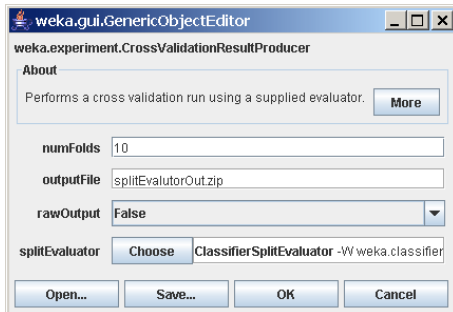 weka.gui.GenericObjectEditor
weka.experiment.CrossValidationResultProducer
About
Performs a cross validation run using a supplied evaluator.
More
numFolds 10
outputFile splitEvalutorOut.zip
rawOutput False
splitEvaluator Choose ClassifierSplitEvaluator -W weka.classifier
Open... Save... OK Cancel